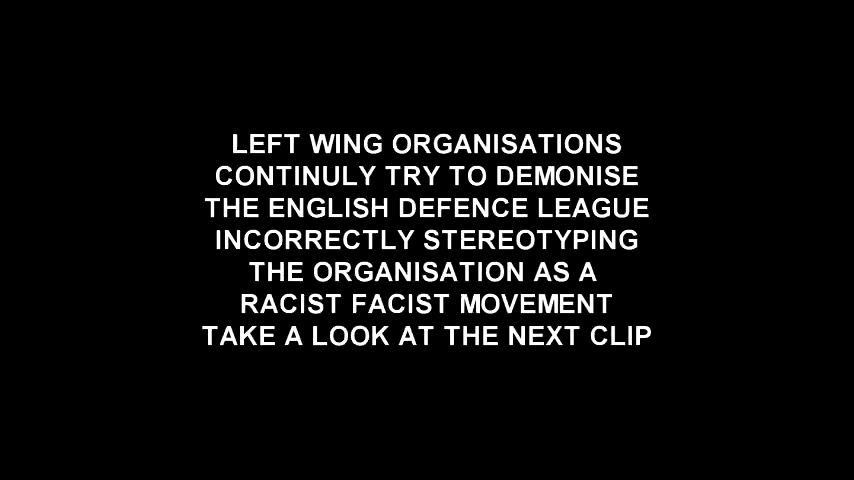 LEFT WING ORGANISATIONS
CONTINULY TRY TO DEMONISE
THE ENGLISH DEFENCE LEAGUE
INCORRECTLY STEREOTYPING
THE ORGANISATION AS A
RACIST FACIST MOVEMENT
TAKE A LOOK AT THE NEXT CLIP